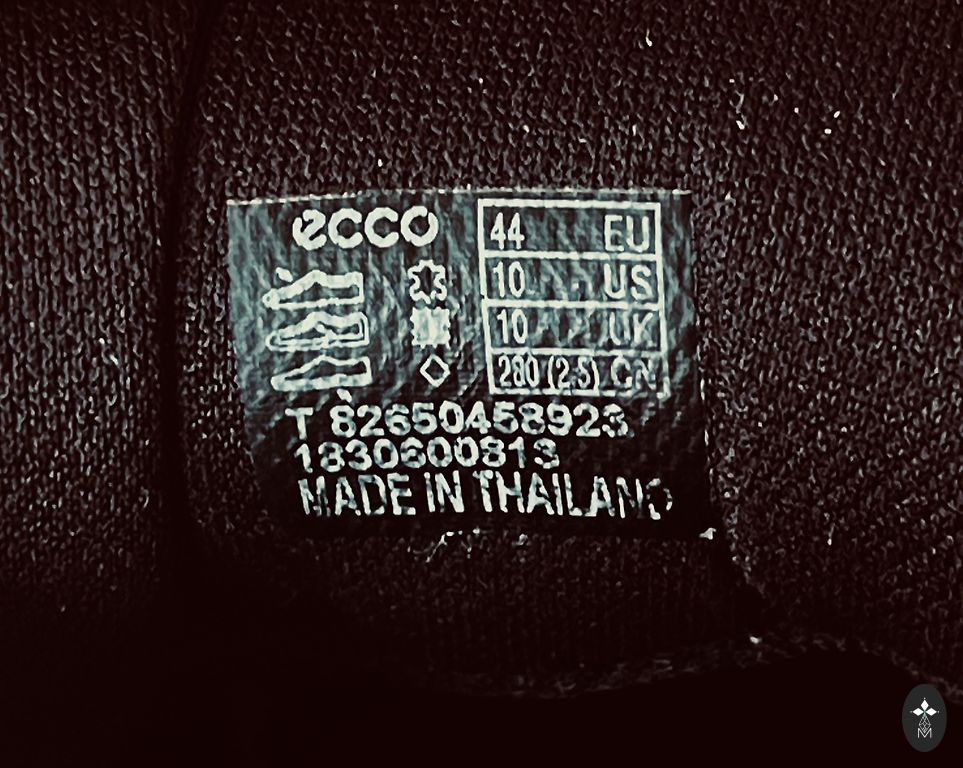 ecco
44 EU
10 US
10 UK
280 (2.5) CN
T 82650458923
1830600813
MADE IN THAILAND
M